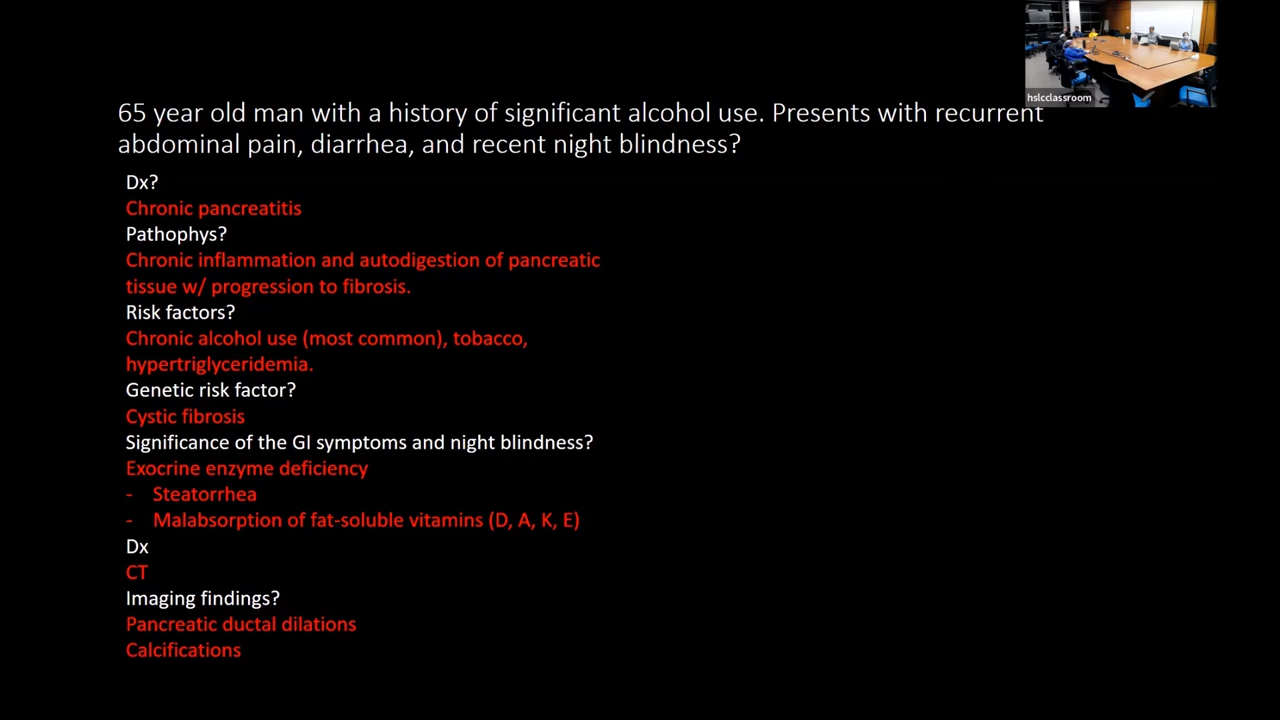 hslcclassroom
65 year old man with a history of significant alcohol use. Presents with recurrent
abdominal pain, diarrhea, and recent night blindness?
Dx?
Chronic pancreatitis
Pathophys?
Chronic inflammation and autodigestion of pancreatic
tissue w/ progression to fibrosis.
Risk factors?
Chronic alcohol use (most common), tobacco,
hypertriglyceridemia.
Genetic risk factor?
Cystic fibrosis
Significance of the GI symptoms and night blindness?
Exocrine enzyme deficiency
- Steatorrhea
- Malabsorption of fat-soluble vitamins (D, A, K, E)
Dx
CT
Imaging findings?
Pancreatic ductal dilations
Calcifications